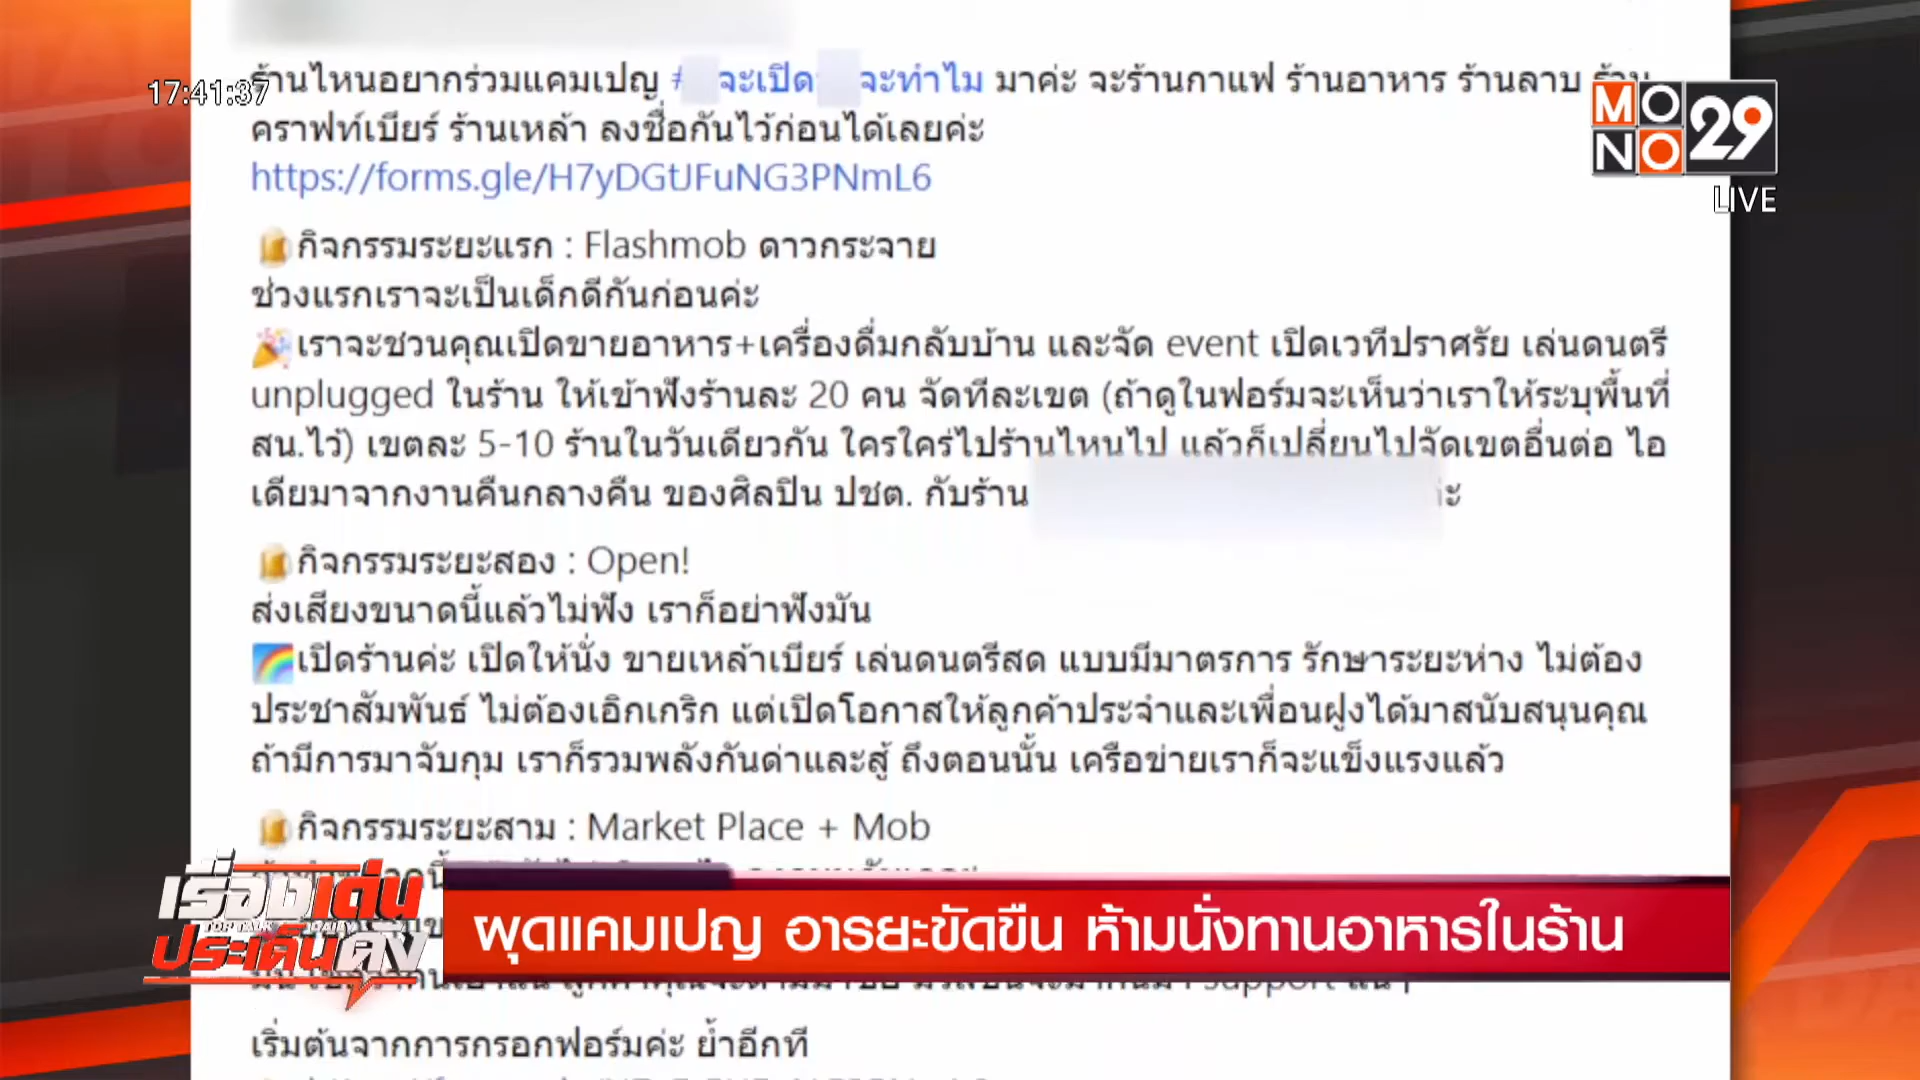 17:41:37
ร้านไหนอยากร่วมแคมเปญ # จะเปิด จะทำไม มาค่ะ จะร้านกาแฟ ร้านอาหาร ร้านลาบ ร้าน
คราฟท์เบียร์ ร้านเหล้า ลงชื่อกันไว้ก่อนได้เลยค่ะ
https://forms.gle/H7yDGtJFuNG3PNmL6
MONO 29
LIVE
กิจกรรมระยะแรก : Flashmob ดาวกระจาย
ช่วงแรกเราจะเป็นเด็กดีกันก่อนค่ะ
เราจะชวนคุณเปิดขายอาหาร+เครื่องดื่มกลับบ้าน และจัด event เปิดเวทีปราศรัย เล่นดนตรี
unplugged ในร้าน ให้เข้าฟังร้านละ 20 คน จัดทีละเขต (ถ้าดูในฟอร์มจะเห็นว่าเราให้ระบุพื้นที่
สน.ไว้) เขตละ 5-10 ร้านในวันเดียวกัน ใครใคร่ไปร้านไหนไป แล้วก็เปลี่ยนไปจัดเขตอื่นต่อ ไอ
เดียมาจากงานคืนกลางคืน ของศิลปิน ปชต. กับร้าน
กิจกรรมระยะสอง : Open!
ส่งเสียงขนาดนี้แล้วไม่ฟัง เราก็อย่าฟังมัน
เปิดร้านค่ะ เปิดให้นั่ง ขายเหล้าเบียร์ เล่นดนตรีสด แบบมีมาตรการ รักษาระยะห่าง ไม่ต้อง
ประชาสัมพันธ์ ไม่ต้องเอิกเกริก แต่เปิดโอกาสให้ลูกค้าประจำและเพื่อนฝูงได้มาสนับสนุนคุณ
ถ้ามีการมาจับกุม เราก็รวมพลังกันด่าและสู้ ถึงตอนนั้น เครือข่ายเราก็จะแข็งแรงแล้ว
กิจกรรมระยะสาม : Market Place + Mob
เรื่องเด่น
TOP TALK DAILY
ประเด็นดัง
ผุดแคมเปญ อารยะขัดขืน ห้ามนั่งทานอาหารในร้าน
support
เริ่มต้นจากการกรอกฟอร์มค่ะ ย้ำอีกที